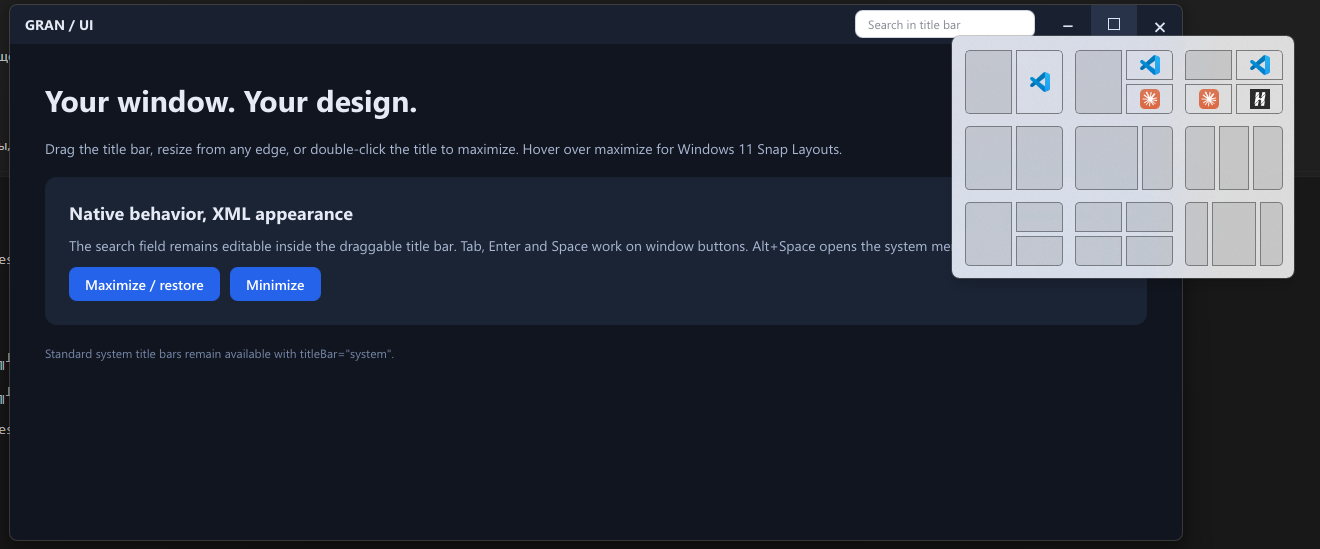 GRAN / UI
Search in title bar
Your window. Your design.
Drag the title bar, resize from any edge, or double-click the title to maximize. Hover over maximize for Windows 11 Snap Layouts.
Native behavior, XML appearance
The search field remains editable inside the draggable title bar. Tab, Enter and Space work on window buttons. Alt+Space opens the system
Maximize / restore
Minimize
Standard system title bars remain available with titleBar="system".